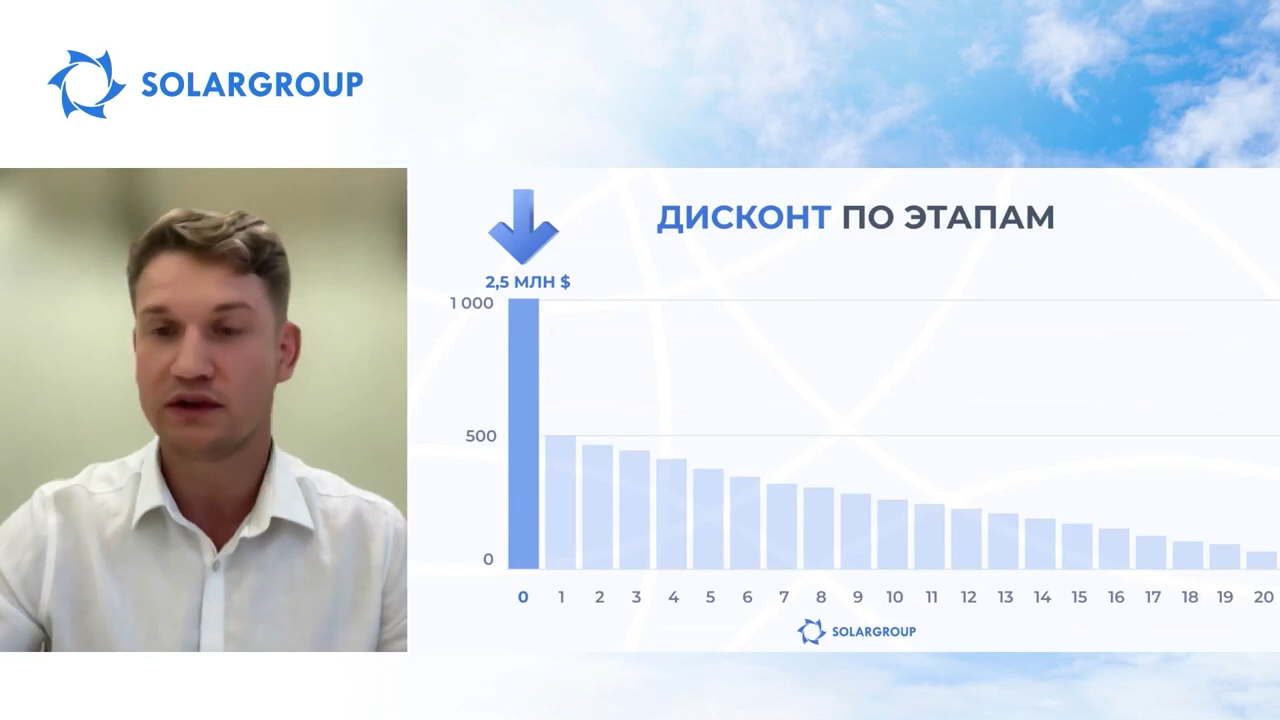 SOLARGROUP
ДИСКОНТ ПО ЭТАПАМ
2,5 МЛН $
1 000
500
0
0 1 2 3 4 5 6 7 8 9 10 11 12 13 14 15 16 17 18 19 20
SOLARGROUP